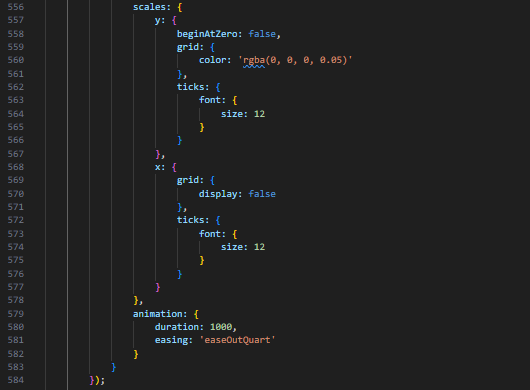 556 scales: {
557 y: {
558 beginAtZero: false,
559 grid: {
560 color: 'rgba(0, 0, 0, 0.05)'
561 },
562 ticks: {
563 font: {
564 size: 12
565 }
566 }
567 },
568 x: {
569 grid: {
570 display: false
571 },
572 ticks: {
573 font: {
574 size: 12
575 }
576 }
577 }
578 },
579 animation: {
580 duration: 1000,
581 easing: 'easeOutQuart'
582 }
583 }
584 });